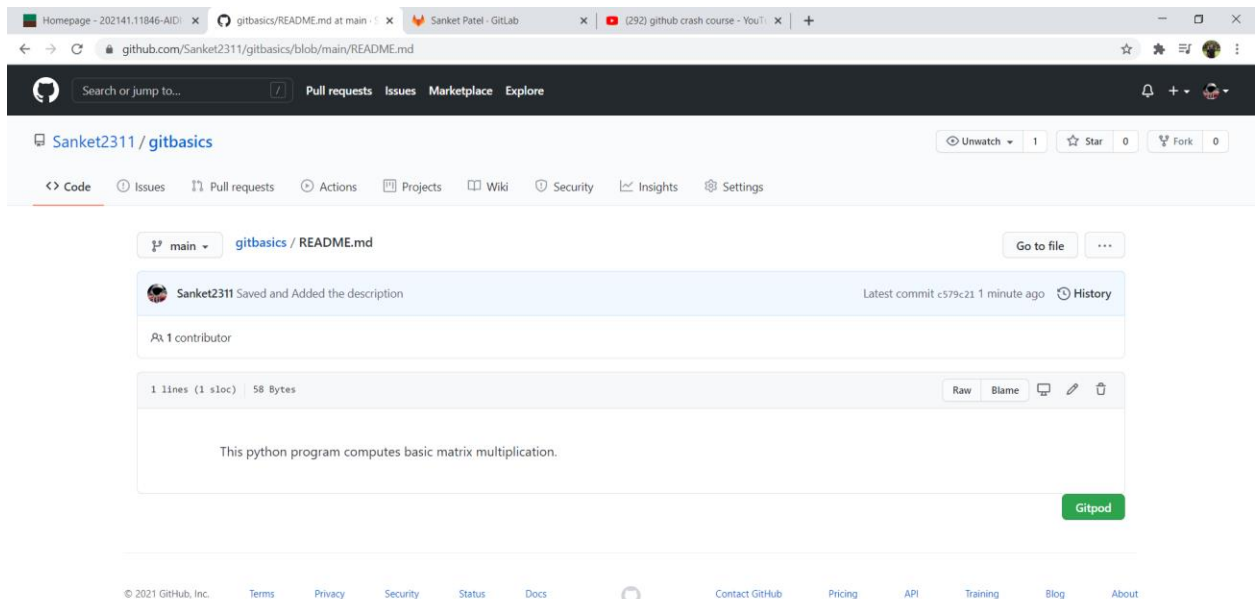 Homepage - 202141.11846-AIDI
gitbasics/README.md at main · S
Sanket Patel · GitLab
(292) github crash course - YouTu
github.com/Sanket2311/gitbasics/blob/main/README.md
Search or jump to...
/
Pull requests Issues Marketplace Explore
Sanket2311 / gitbasics
Unwatch 1 Star 0 Fork 0
<> Code Issues Pull requests Actions Projects Wiki Security Insights Settings
main gitbasics / README.md Go to file ...
Sanket2311 Saved and Added the description Latest commit c579c21 1 minute ago History
1 contributor
1 lines (1 sloc) 58 Bytes Raw Blame
This python program computes basic matrix multiplication.
Gitpod
© 2021 GitHub, Inc. Terms Privacy Security Status Docs Contact GitHub Pricing API Training Blog About